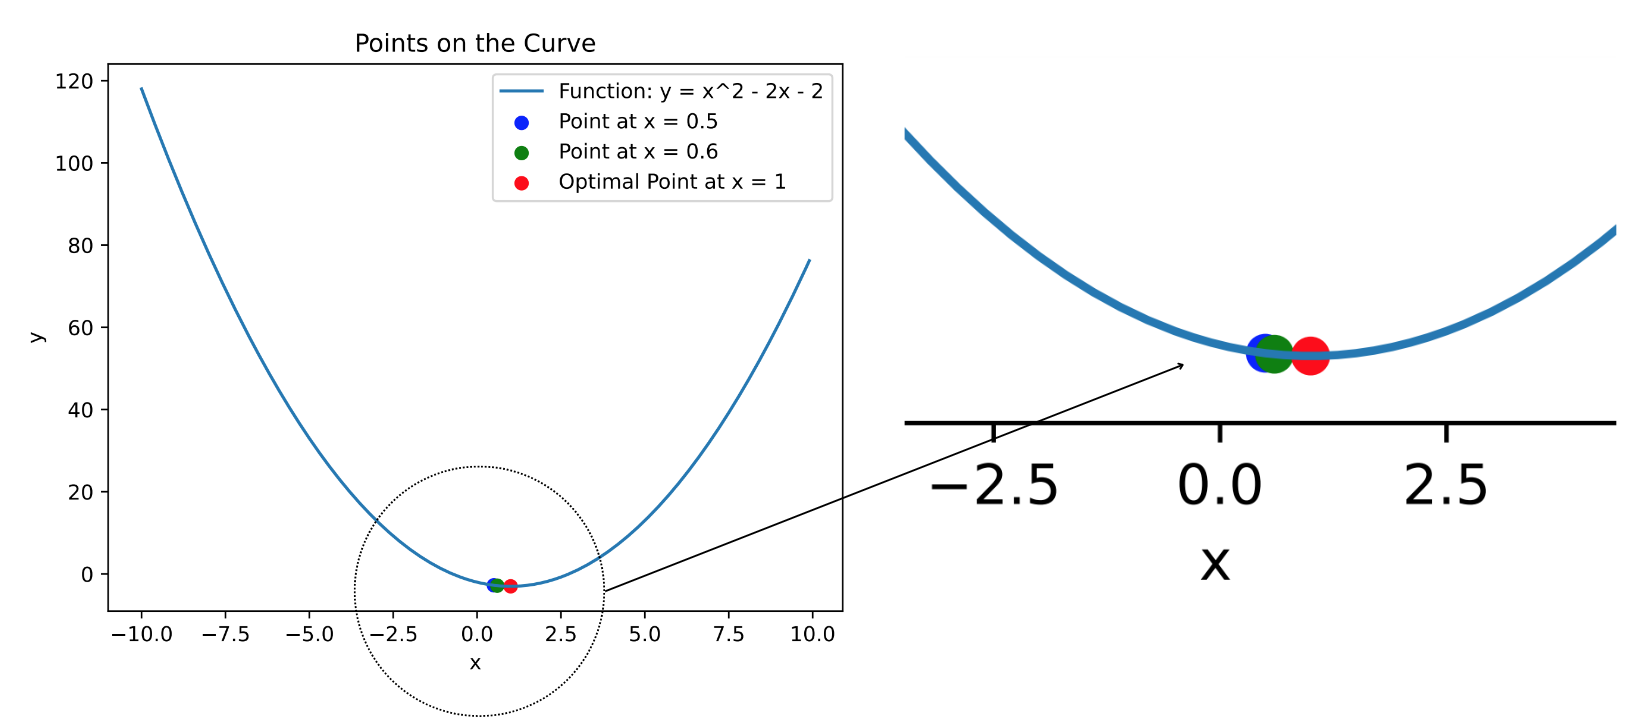 Points on the Curve
Function: y = x^2 - 2x - 2
Point at x = 0.5
Point at x = 0.6
Optimal Point at x = 1
120
100
80
60
40
20
0
y
−10.0 −7.5 −5.0 −2.5 0.0 2.5 5.0 7.5 10.0
x
−2.5 0.0 2.5
x